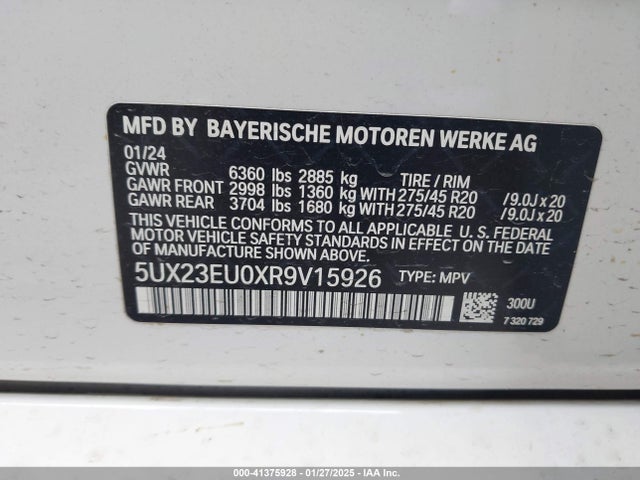 MFD BY BAYERISCHE MOTOREN WERKE AG
01/24
GVWR 6360 lbs 2885 kg TIRE / RIM
GAWR FRONT 2998 lbs 1360 kg WITH 275/45 R20 / 9.0J x 20
GAWR REAR 3704 lbs 1680 kg WITH 275/45 R20 / 9.0J x 20
THIS VEHICLE CONFORMS TO ALL APPLICABLE U. S. FEDERAL
MOTOR VEHICLE SAFETY STANDARDS IN EFFECT ON THE DATE
OF MANUFACTURE SHOWN ABOVE.
5UX23EU0XR9V15926 TYPE: MPV
300U
7 320 729
000-41375928 - 01/27/2025 - IAA Inc.